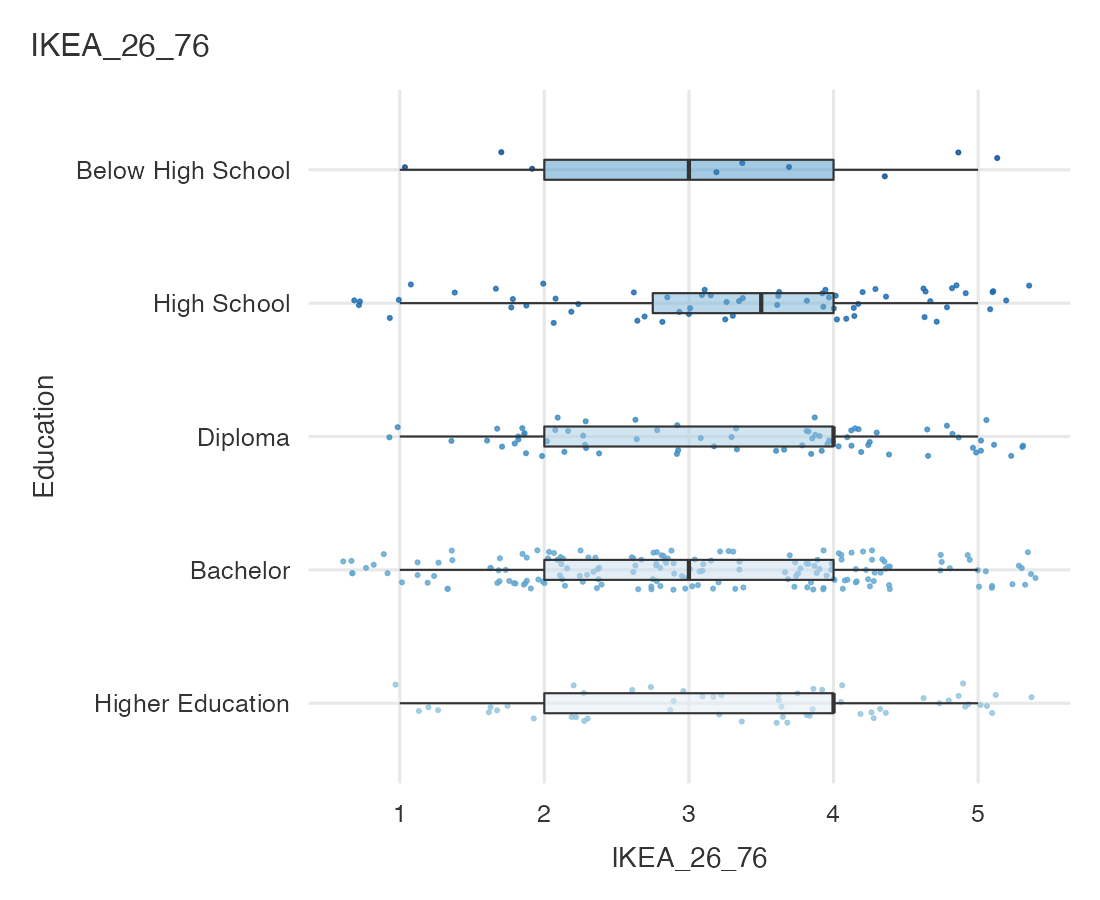 IKEA_26_76
Below High School
High School
Diploma
Bachelor
Higher Education
Education
1 2 3 4 5
IKEA_26_76